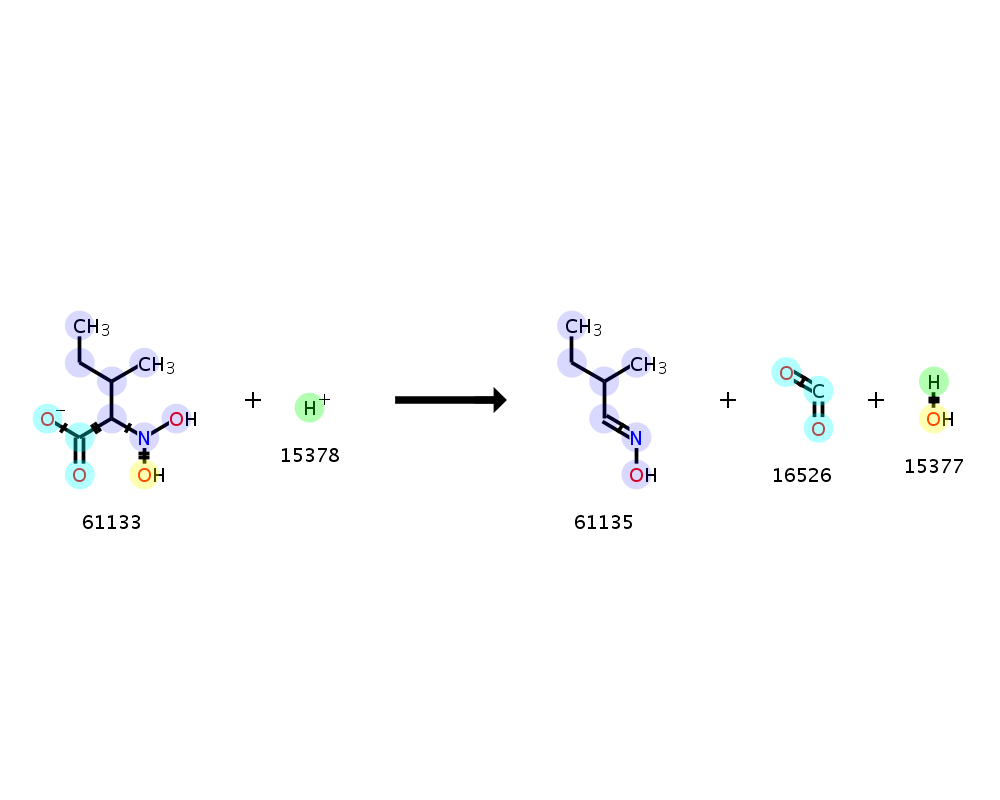 CH3 CH3
CH3 CH3
O− N OH + H+ N + O C + H
O OH OH O OH
61133 15378 61135 16526 15377